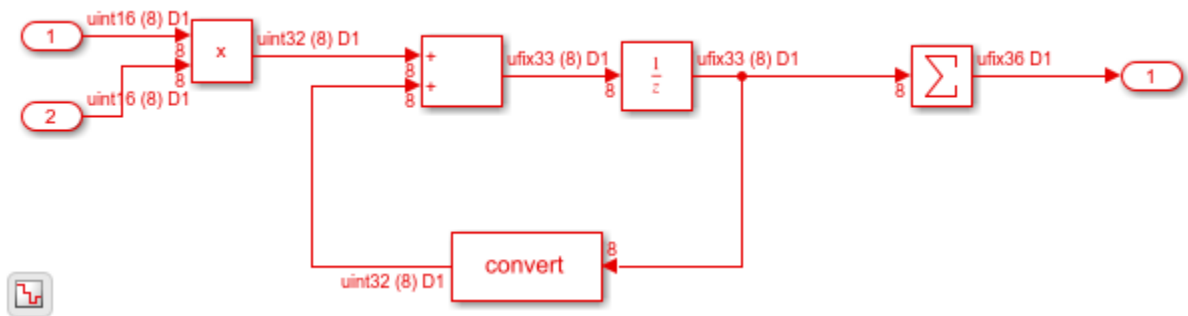 1
uint16 (8) D1
8
8
x
uint32 (8) D1
2
uint16 (8) D1
+
+
8
8
ufix33 (8) D1
8
1
z
ufix33 (8) D1
8
∑
ufix36 D1
1
convert
8
uint32 (8) D1